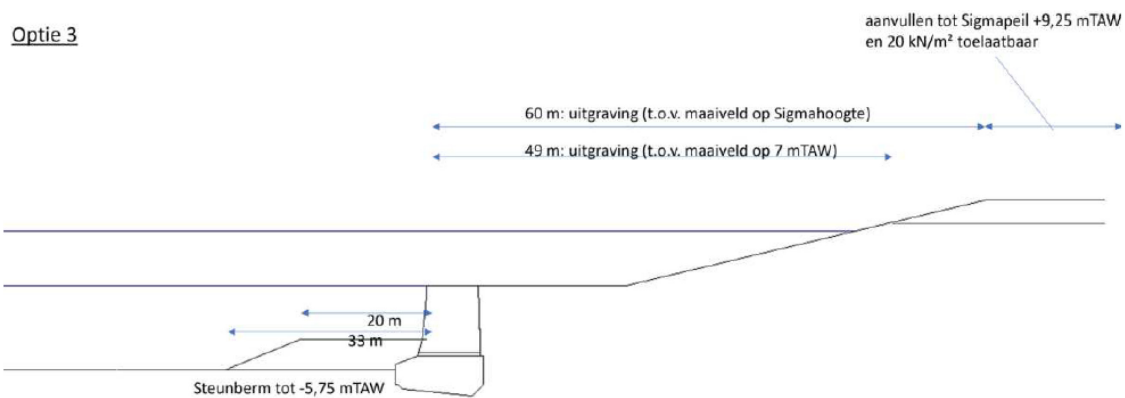 Optie 3
aanvullen tot Sigmapeil +9,25 mTAW
en 20 kN/m² toelaatbaar
60 m: uitgraving (t.o.v. maaiveld op Sigmahoogte)
49 m: uitgraving (t.o.v. maaiveld op 7 mTAW)
20 m
33 m
Steunberm tot -5,75 mTAW